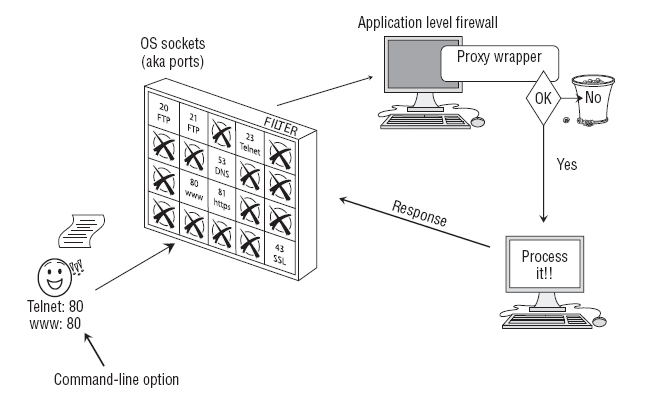 Application level firewall
OS sockets
(aka ports)
Proxy wrapper
FILTER
20
FTP
21
FTP
23
Telnet
53
DNS
80
www
81
https
43
SSL
OK
No
Yes
Response
Process
it!!
!!!
Telnet: 80
www: 80
Command-line option